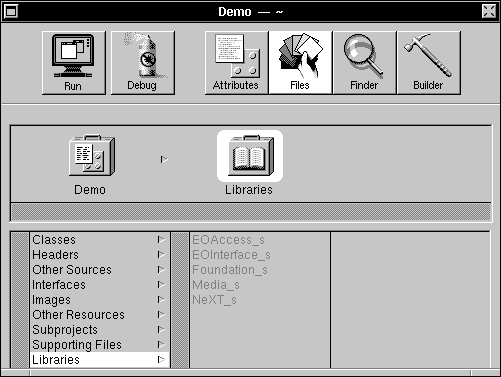 Demo — ~
Run
Debug
Attributes
Files
Finder
Builder
Demo
Libraries
Classes
Headers
Other Sources
Interfaces
Images
Other Resources
Subprojects
Supporting Files
Libraries
EOAccess_s
EOInterface_s
Foundation_s
Media_s
NeXT_s